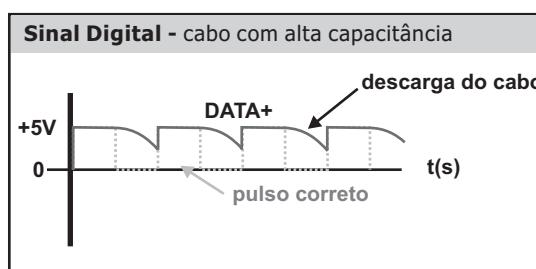 Sinal Digital - cabo com alta capacitância
descarga do cabo
DATA+
+5V
0
t(s)
pulso correto